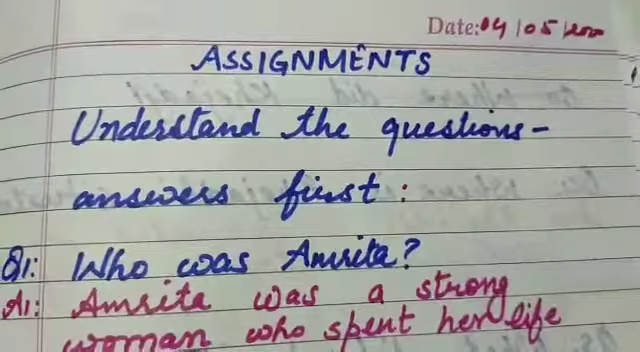 Date: 04/05/
ASSIGNMENTS
Understand the questions-
answers first:
Q1: Who was Amrita?
A1: Amrita was a strong
woman who spent her life